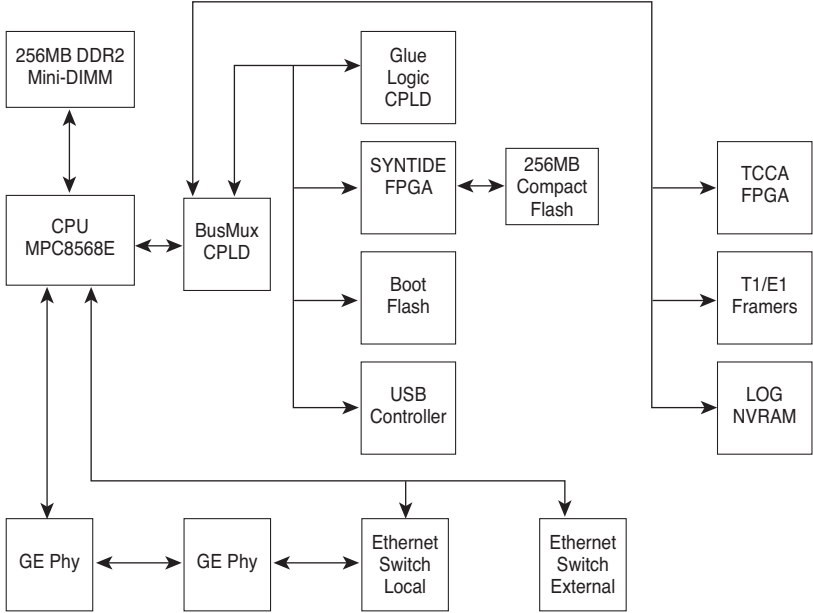 256MB DDR2
Mini-DIMM
Glue
Logic
CPLD
SYNTIDE
FPGA
256MB
Compact
Flash
TCCA
FPGA
CPU
MPC8568E
BusMux
CPLD
Boot
Flash
T1/E1
Framers
USB
Controller
LOG
NVRAM
GE Phy
GE Phy
Ethernet
Switch
Local
Ethernet
Switch
External